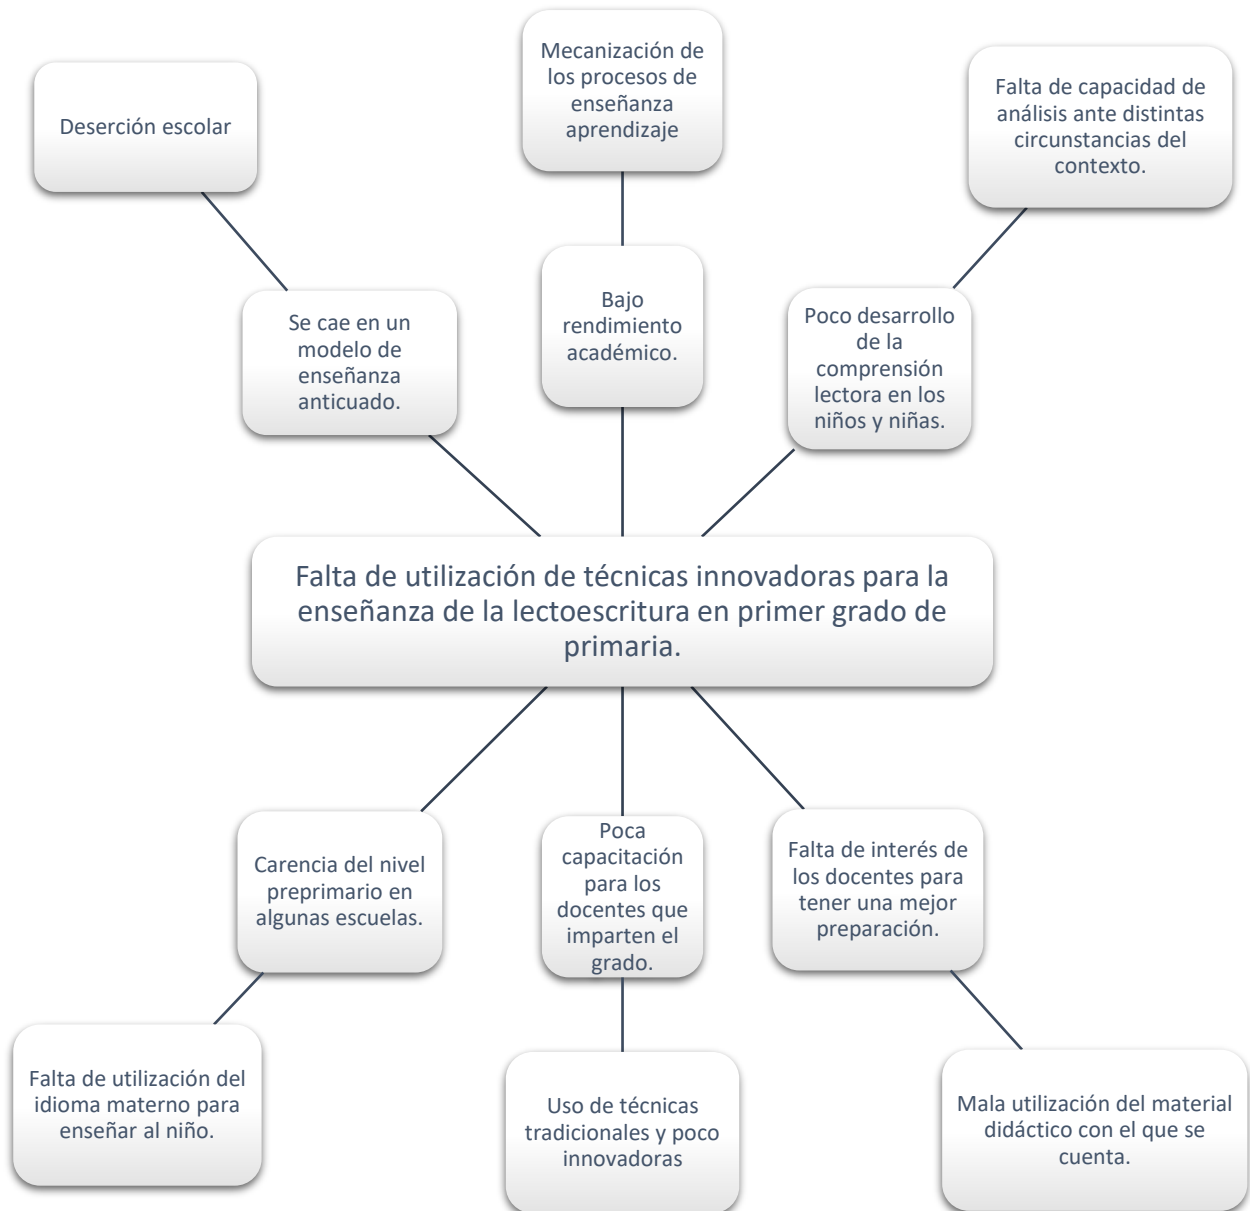 Mecanización de
los procesos de
enseñanza
aprendizaje
Deserción escolar
Falta de capacidad de
análisis ante distintas
circunstancias del
contexto.
Se cae en un
modelo de
enseñanza
anticuado.
Bajo
rendimiento
académico.
Poco desarrollo
de la
comprensión
lectora en los
niños y niñas.
Falta de utilización de técnicas innovadoras para la
enseñanza de la lectoescritura en primer grado de
primaria.
Carencia del nivel
preprimario en
algunas escuelas.
Poca
capacitación
para los
docentes que
imparten el
grado.
Falta de interés de
los docentes para
tener una mejor
preparación.
Falta de utilización del
idioma materno para
enseñar al niño.
Uso de técnicas
tradicionales y poco
innovadoras
Mala utilización del material
didáctico con el que se
cuenta.